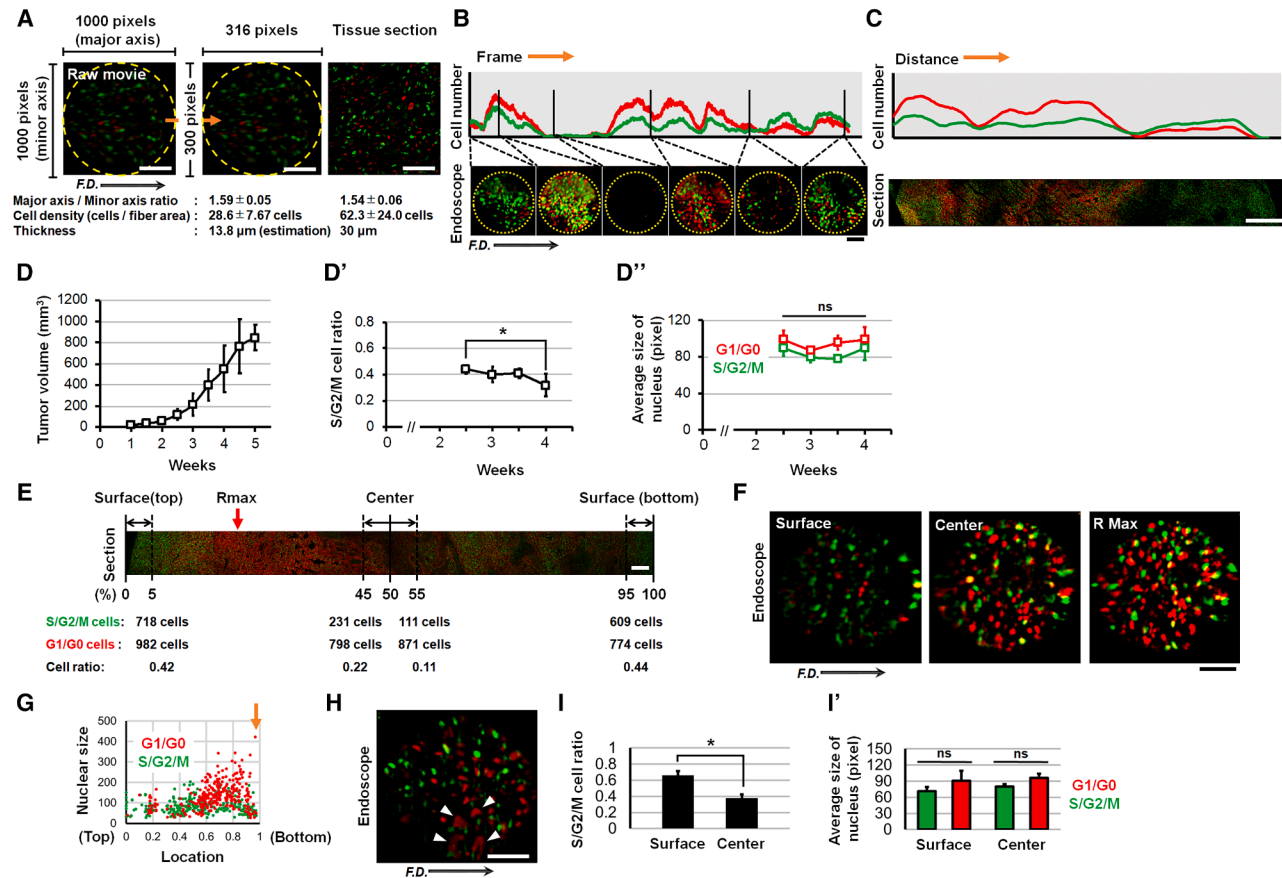 A
1000 pixels
(major axis)
316 pixels
Tissue section
Raw movie
1000 pixels
(minor axis)
300 pixels
F.D.
Major axis / Minor axis ratio : 1.59 ± 0.05 1.54 ± 0.06
Cell density (cells / fiber area) : 28.6 ± 7.67 cells 62.3 ± 24.0 cells
Thickness : 13.8 µm (estimation) 30 µm
B
Frame
Cell number
Endoscope
F.D.
C
Distance
Cell number
Section
D
Tumor volume (mm³)
1200
1000
800
600
400
200
0
0 1 2 3 4 5
Weeks
D'
S/G2/M cell ratio
0.8
0.6
0.4
0.2
0
*
0 // 2 3 4
Weeks
D''
Average size of
nucleus (pixel)
120
80
40
0
ns
G1/G0
S/G2/M
0 // 2 3 4
Weeks
E
Surface(top) Rmax Center Surface (bottom)
Section
(%) 0 5 45 50 55 95 100
S/G2/M cells: 718 cells 231 cells 111 cells 609 cells
G1/G0 cells: 982 cells 798 cells 871 cells 774 cells
Cell ratio: 0.42 0.22 0.11 0.44
F
Surface Center R Max
Endoscope
F.D.
G
Nuclear size
500
400
300
200
100
0
G1/G0
S/G2/M
0 0.2 0.4 0.6 0.8 1
(Top) (Bottom)
Location
H
Endoscope
F.D.
I
S/G2/M cell ratio
1
0.8
0.6
0.4
0.2
0
*
Surface Center
I'
Average size of
nucleus (pixel)
150
120
90
60
30
0
ns ns
G1/G0
S/G2/M
Surface Center